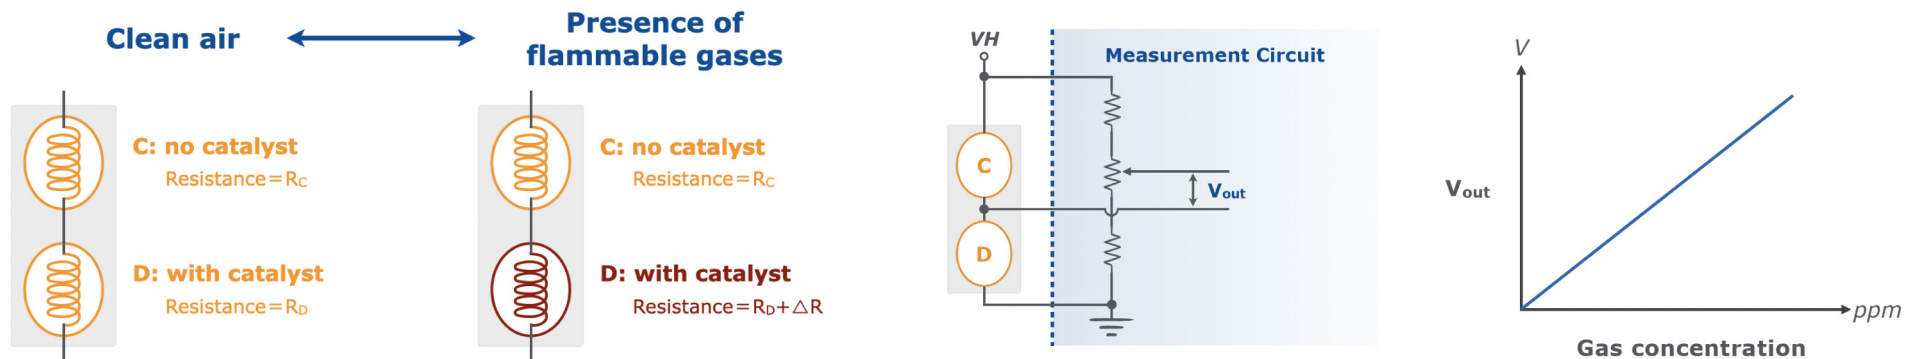 Clean air
Presence of
flammable gases
C: no catalyst
Resistance=RC
D: with catalyst
Resistance=RD
C: no catalyst
Resistance=RC
D: with catalyst
Resistance=RD+△R
VH
Measurement Circuit
C
D
Vout
V
Vout
ppm
Gas concentration